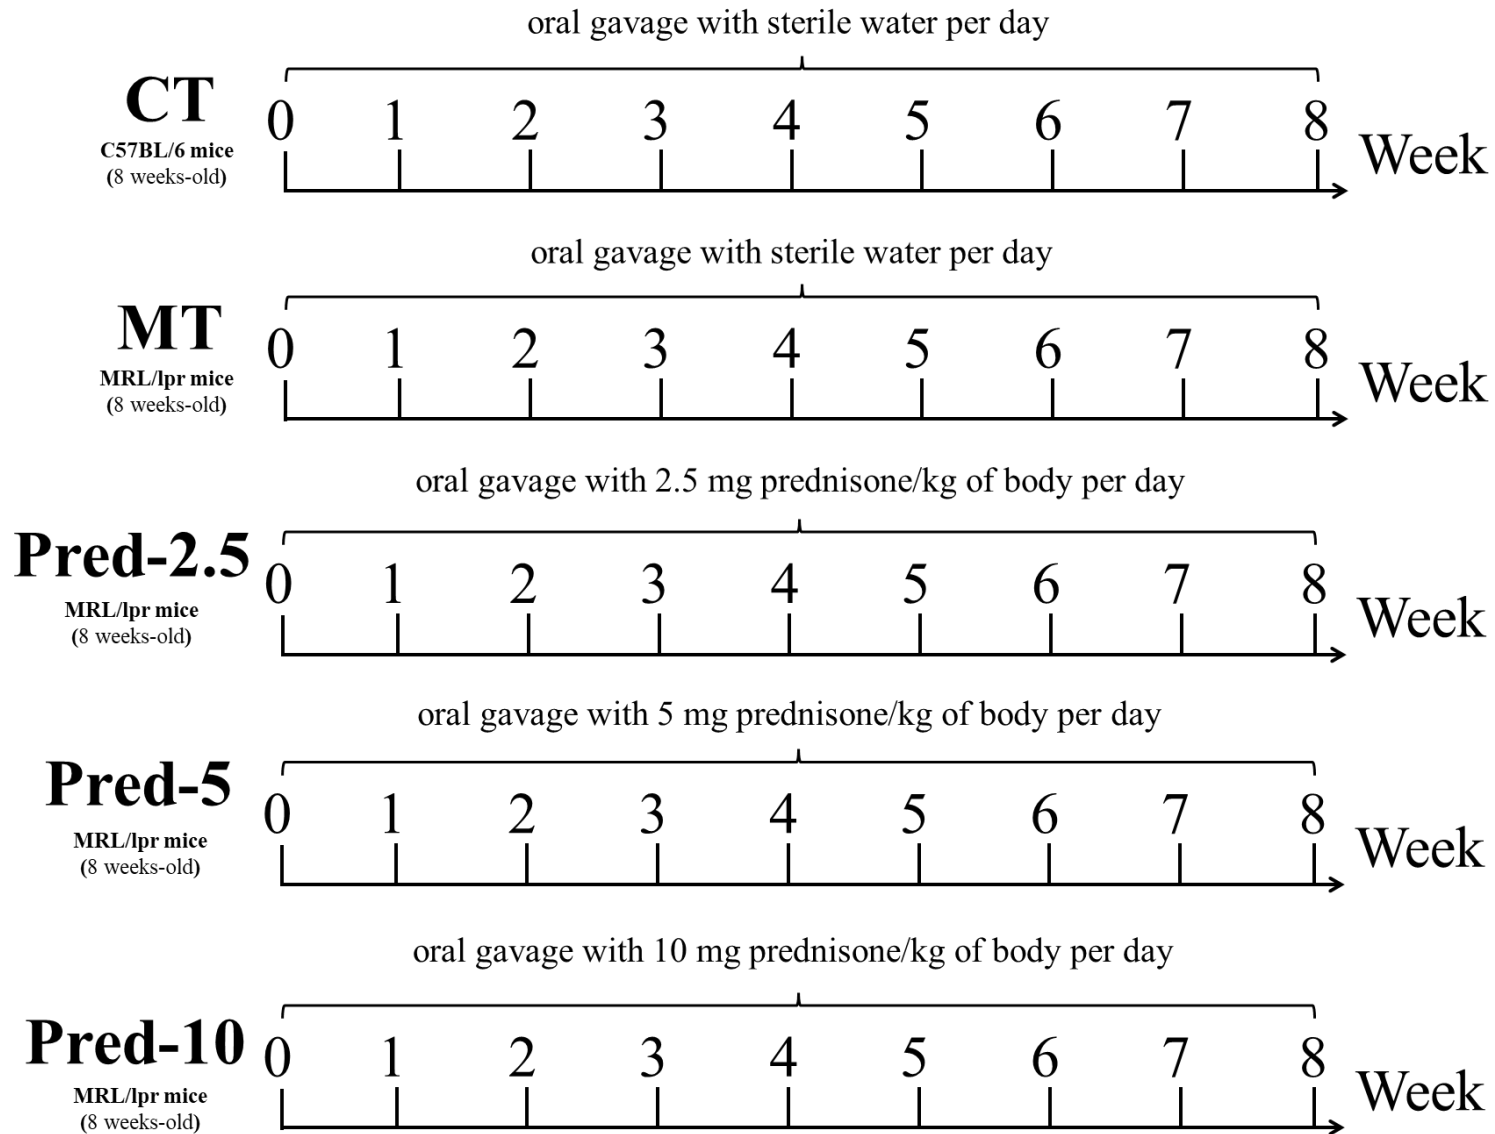 oral gavage with sterile water per day
CT
C57BL/6 mice
(8 weeks-old)
0 1 2 3 4 5 6 7 8 Week
oral gavage with sterile water per day
MT
MRL/lpr mice
(8 weeks-old)
0 1 2 3 4 5 6 7 8 Week
oral gavage with 2.5 mg prednisone/kg of body per day
Pred-2.5
MRL/lpr mice
(8 weeks-old)
0 1 2 3 4 5 6 7 8 Week
oral gavage with 5 mg prednisone/kg of body per day
Pred-5
MRL/lpr mice
(8 weeks-old)
0 1 2 3 4 5 6 7 8 Week
oral gavage with 10 mg prednisone/kg of body per day
Pred-10
MRL/lpr mice
(8 weeks-old)
0 1 2 3 4 5 6 7 8 Week